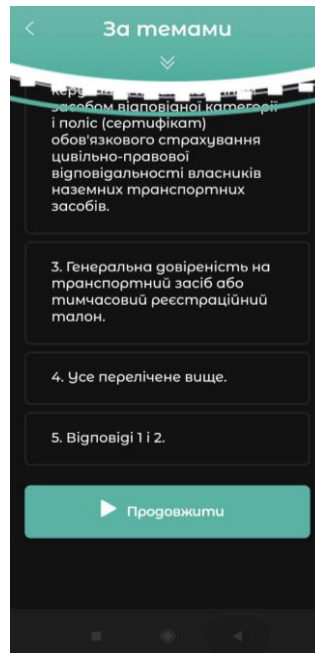 За темами
засобом відповідної категорії
і поліс (сертифікат)
обов'язкового страхування
цивільно-правової
відповідальності власників
наземних транспортних
засобів.
3. Генеральна довіреність на
транспортний засіб або
тимчасовий реєстраційний
талон.
4. Усе перелічене вище.
5. Відповіді 1 і 2.
Продовжити